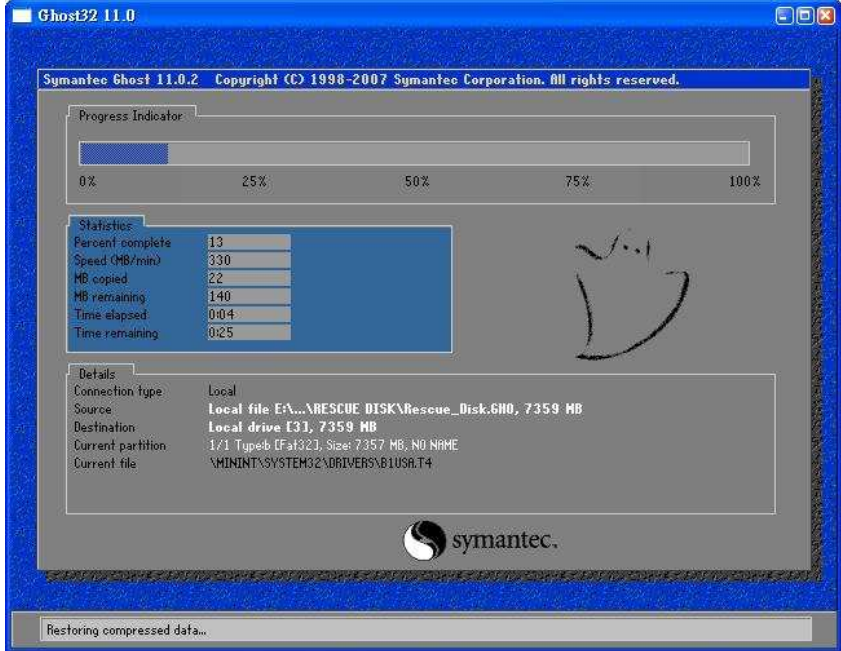 Ghost32 11.0
Symantec Ghost 11.0.2 Copyright (C) 1998-2007 Symantec Corporation. All rights reserved.
Progress Indicator
0% 25% 50% 75% 100%
Statistics
Percent complete 13
Speed (MB/min) 330
MB copied 22
MB remaining 140
Time elapsed 0:04
Time remaining 0:25
Details
Connection type Local
Source Local file E:\...\RESCUE DISK\Rescue_Disk.GHO, 7359 MB
Destination Local drive [3], 7359 MB
Current partition 1/1 Type:b [Fat32], Size: 7357 MB, NO NAME
Current file \MININT\SYSTEM32\DRIVERS\B1USA.T4
symantec.
Restoring compressed data...